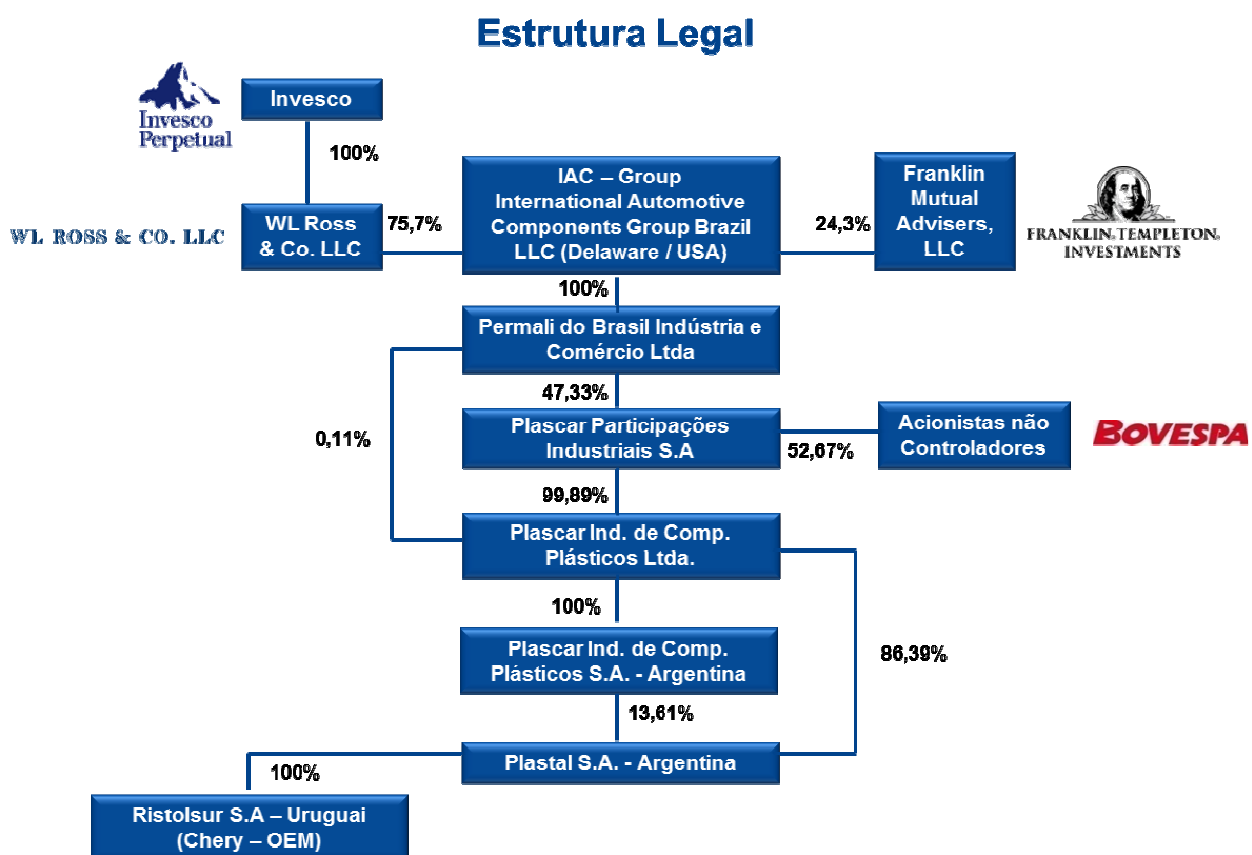 Estrutura Legal
Invesco
Perpetual
Invesco
100%
WL ROSS & CO. LLC
WL Ross
& Co. LLC
75,7%
IAC – Group
International Automotive
Components Group Brazil
LLC (Delaware / USA)
24,3%
Franklin
Mutual
Advisers,
LLC
FRANKLIN TEMPLETON
INVESTMENTS
100%
Permali do Brasil Indústria e
Comércio Ltda
47,33%
0,11%
Plascar Participações
Industriais S.A
52,67%
Acionistas não
Controladores
BOVESPA
99,89%
Plascar Ind. de Comp.
Plásticos Ltda.
100%
Plascar Ind. de Comp.
Plásticos S.A. - Argentina
86,39%
13,61%
Plastal S.A. - Argentina
100%
Ristolsur S.A – Uruguai
(Chery – OEM)